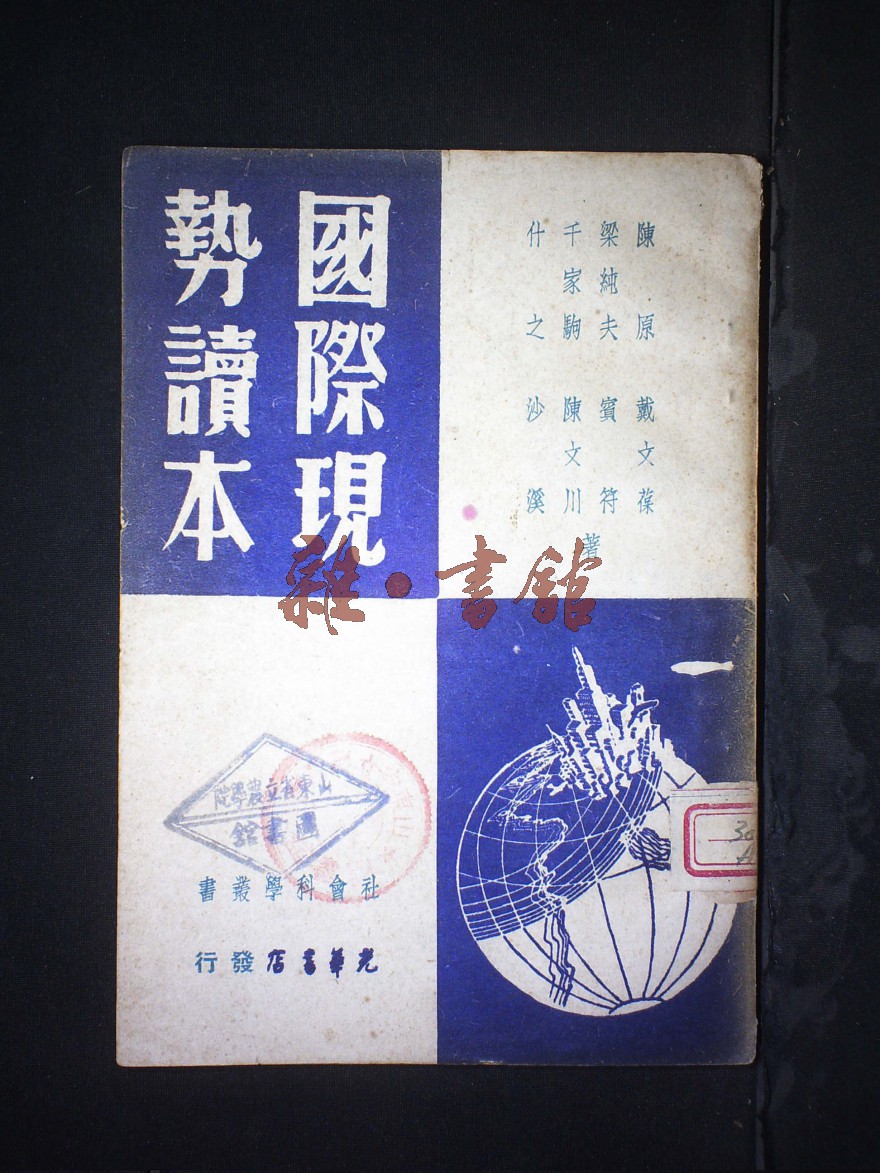 國際現
勢讀本
陳原 戴文葆
梁純夫 賓符
千家駒 陳文川
什之 沙溪
著
雜·書館
山東省立農學院
圖書館
社會科學叢書
光華書店發行